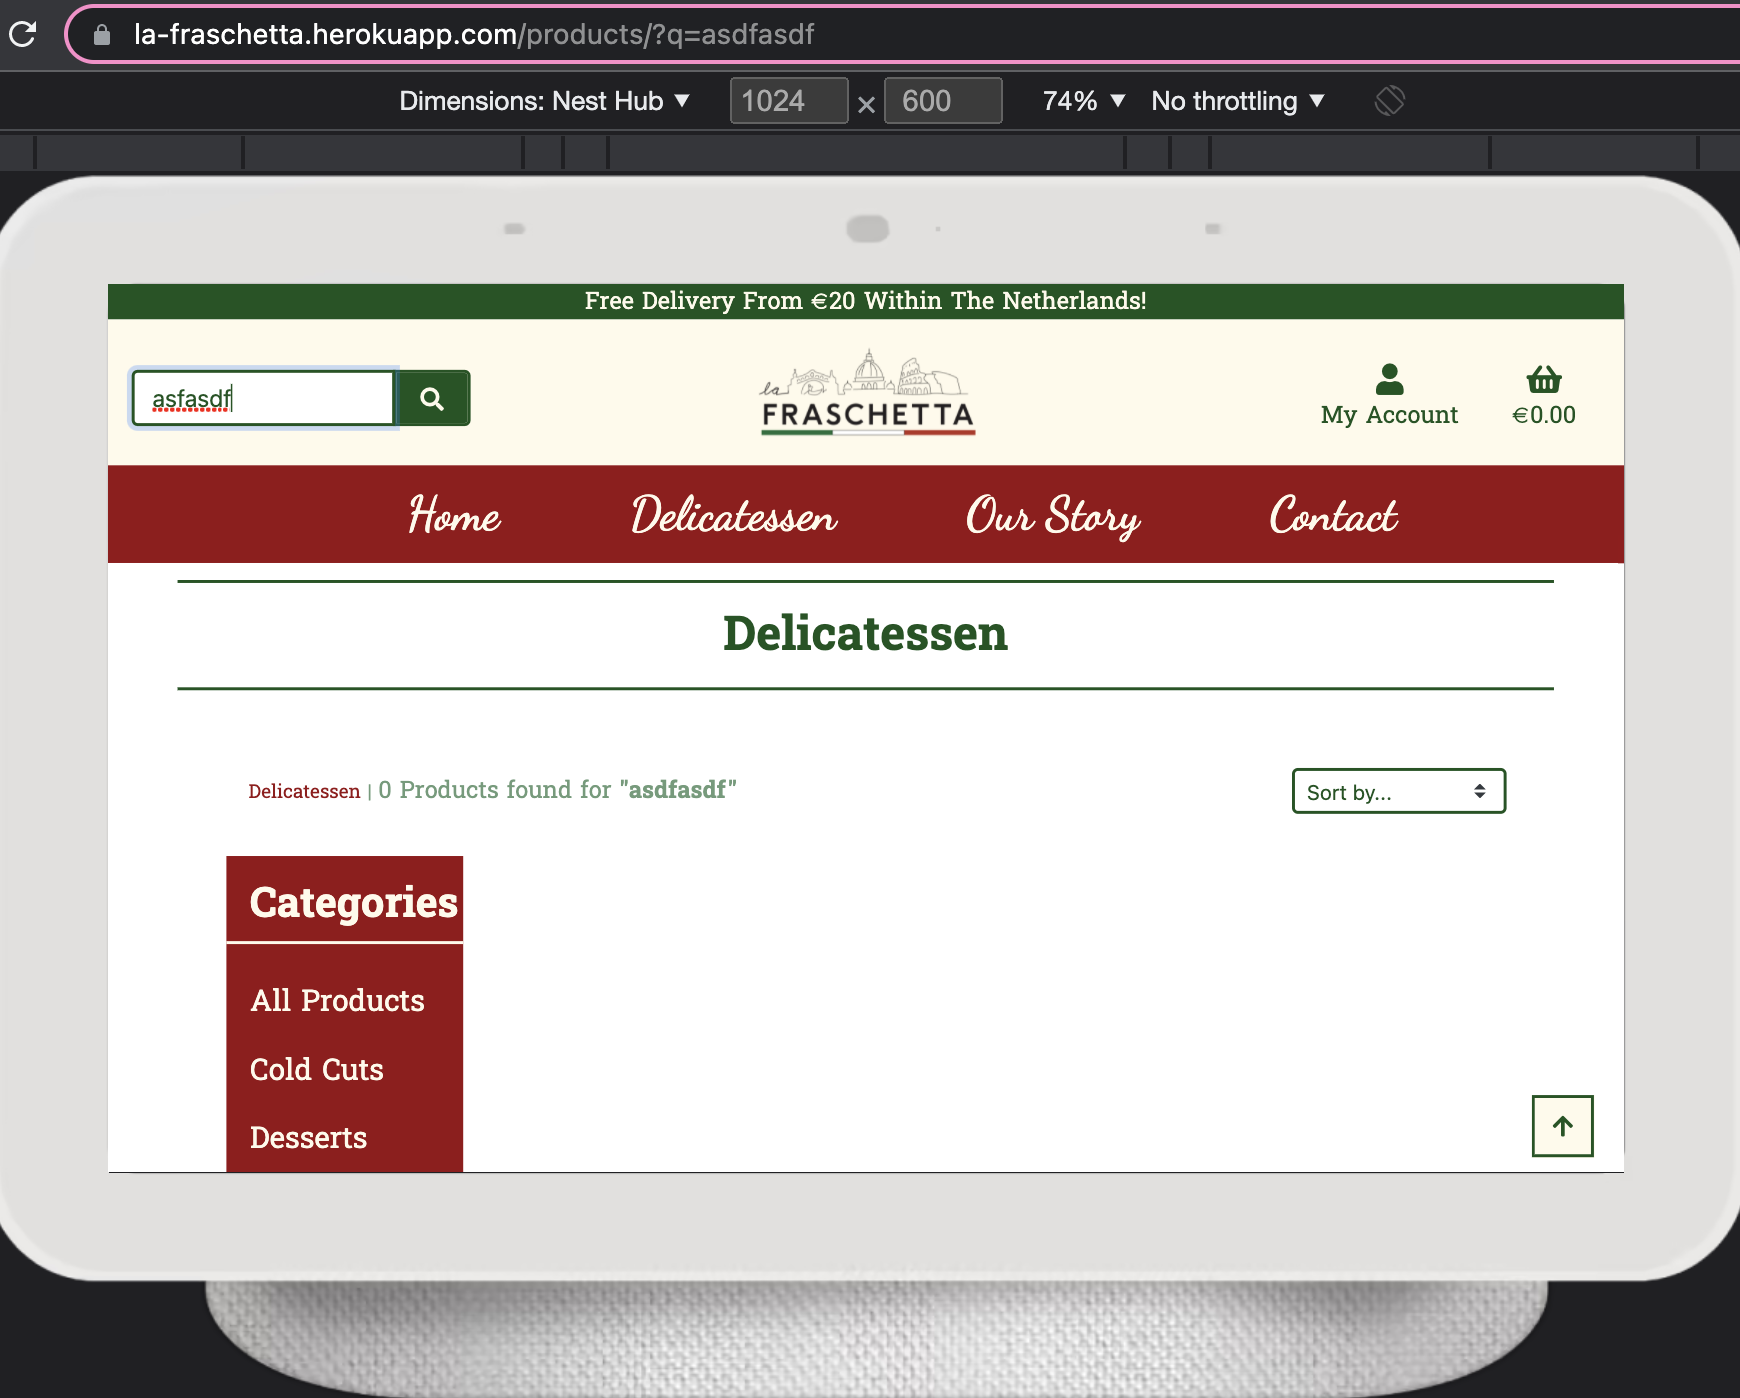 la-fraschetta.herokuapp.com/products/?q=asdfasdf
Dimensions: Nest Hub ▼ 1024 × 600 74% ▼ No throttling ▼
Free Delivery From €20 Within The Netherlands!
asfasdf
la
FRASCHETTA
My Account
€0.00
Home Delicatessen Our Story Contact
Delicatessen
Delicatessen | 0 Products found for "asdfasdf"
Sort by...
Categories
All Products
Cold Cuts
Desserts